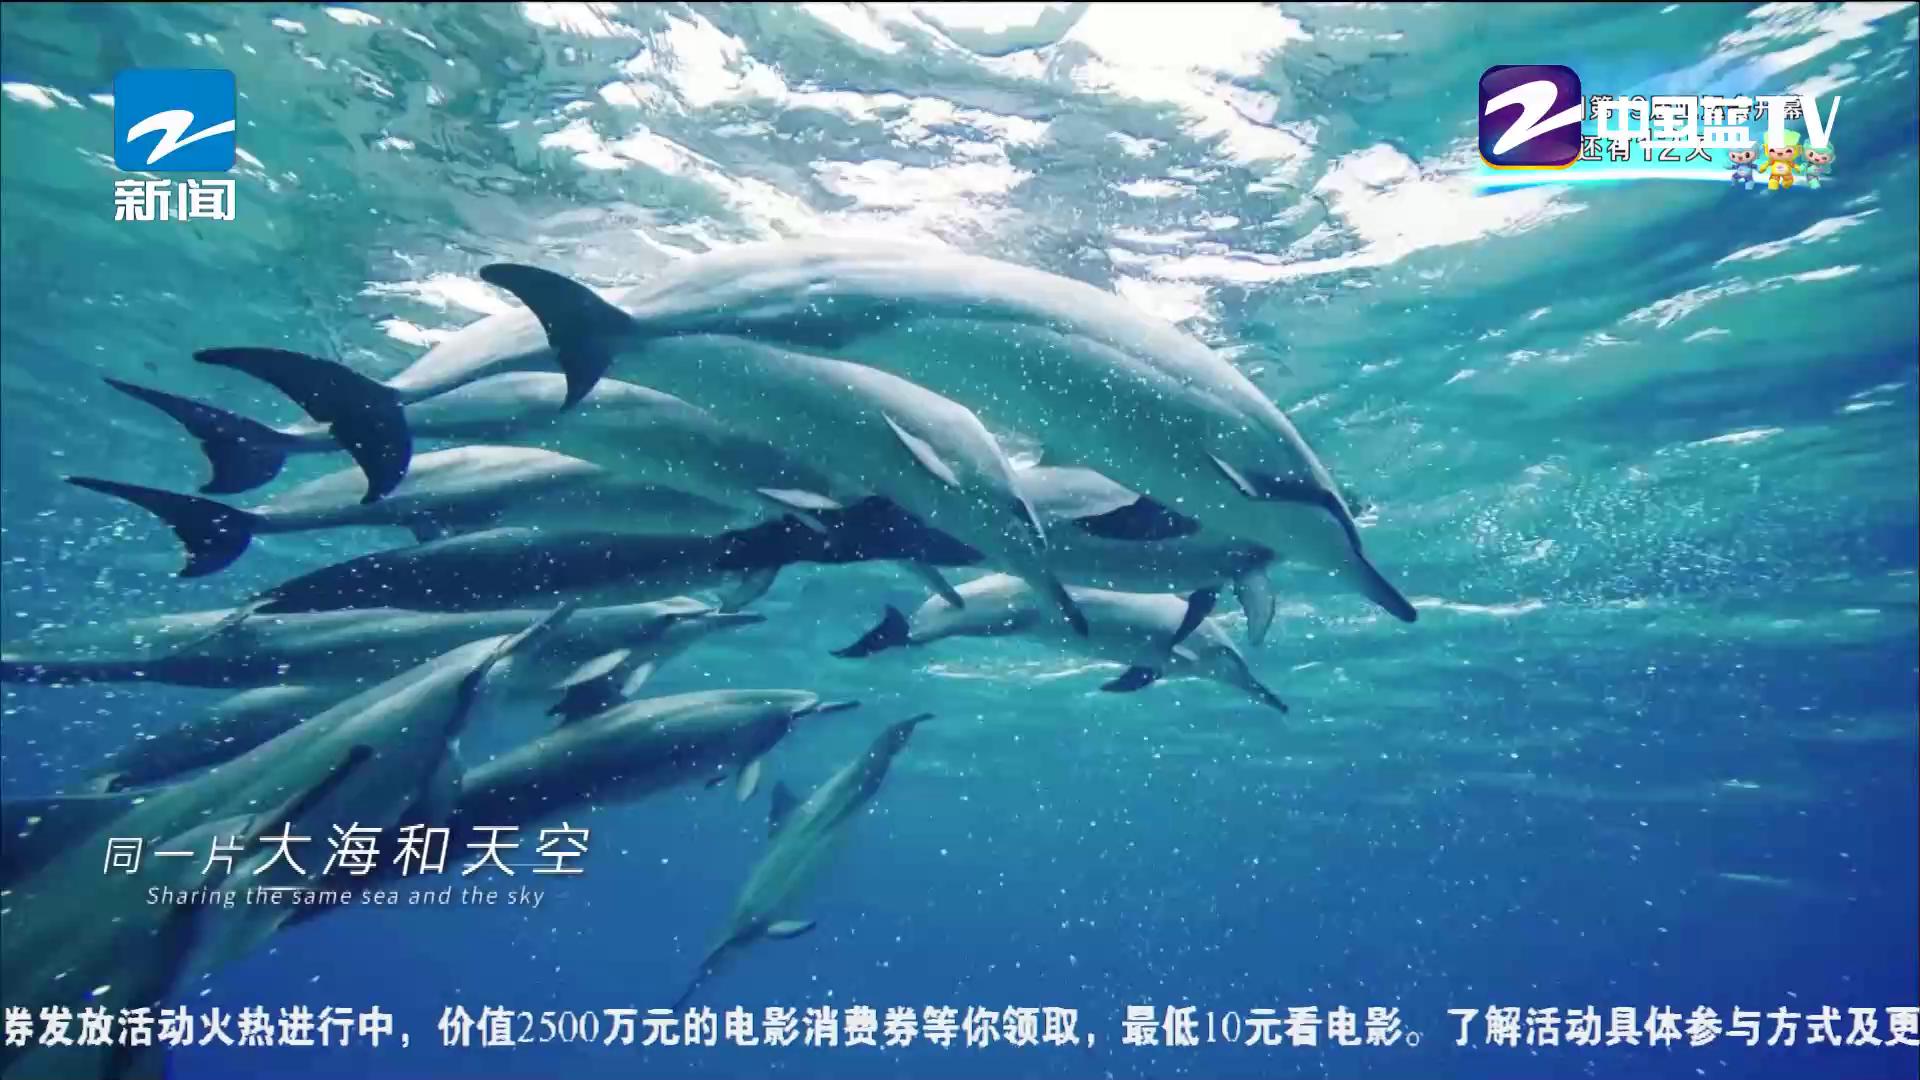 新闻
中国蓝TV
还有12天
同一片大海和天空
Sharing the same sea and the sky
券发放活动火热进行中，价值2500万元的电影消费券等你领取，最低10元看电影。了解活动具体参与方式及更